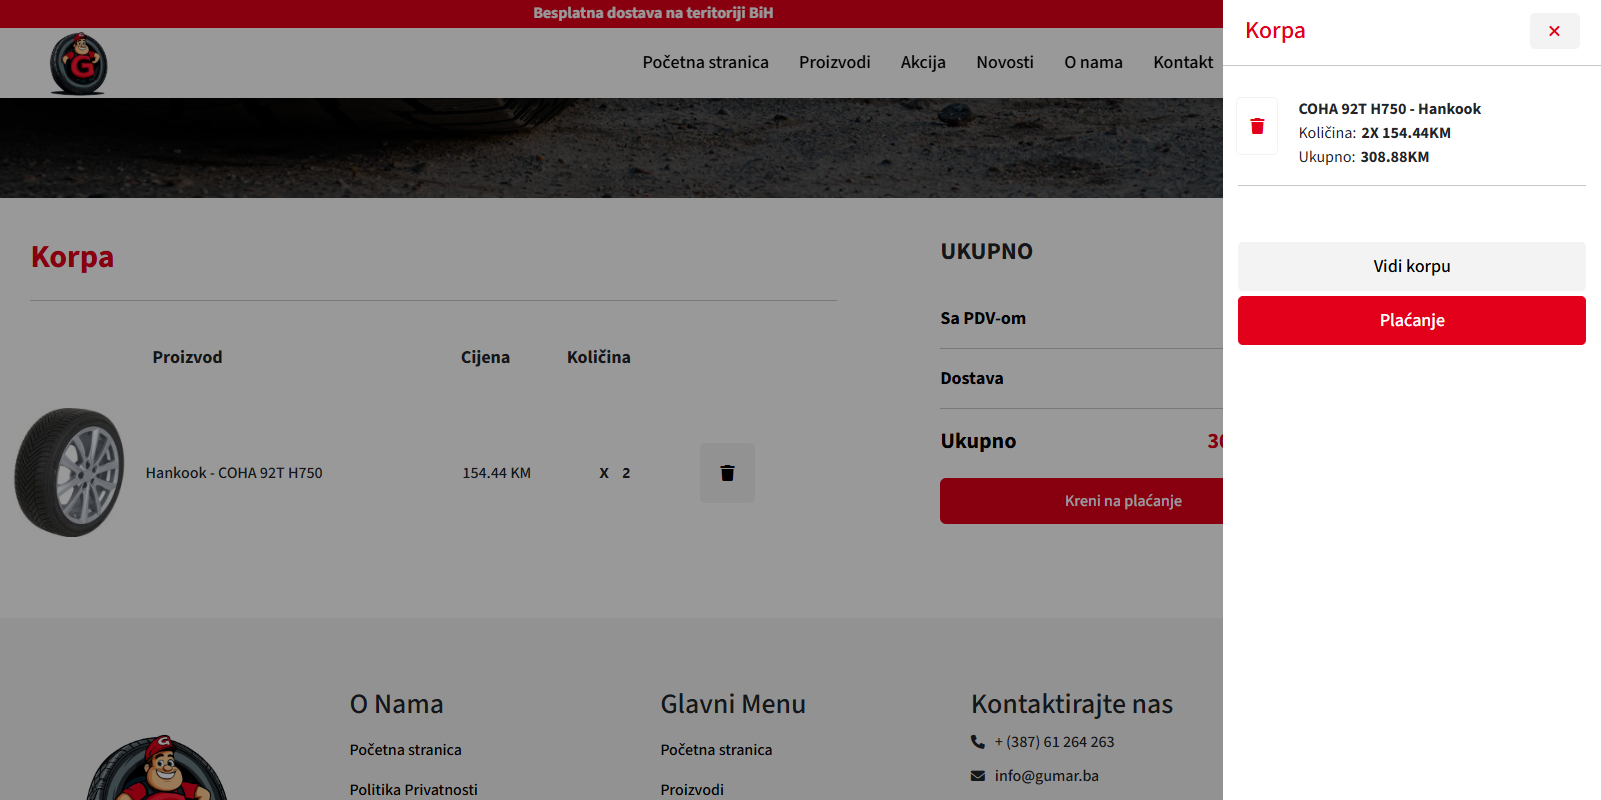 Besplatna dostava na teritoriji BiH
G
Početna stranica Proizvodi Akcija Novosti O nama Kontakt
Korpa
Proizvod Cijena Količina
Hankook - COHA 92T H750 154.44 KM X 2
UKUPNO
Sa PDV-om
Dostava
Ukupno 30
Kreni na plaćanje
Korpa
COHA 92T H750 - Hankook
Količina: 2X 154.44KM
Ukupno: 308.88KM
Vidi korpu
Plaćanje
G
O Nama
Početna stranica
Politika Privatnosti
Glavni Menu
Početna stranica
Proizvodi
Kontaktirajte nas
+ (387) 61 264 263
info@gumar.ba